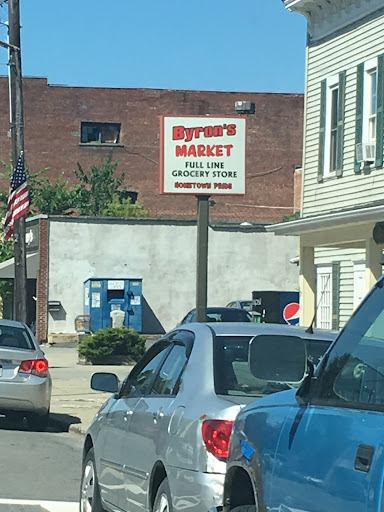 Byron's
MARKET
FULL LINE
GROCERY STORE
HOMETOWN PRIDE